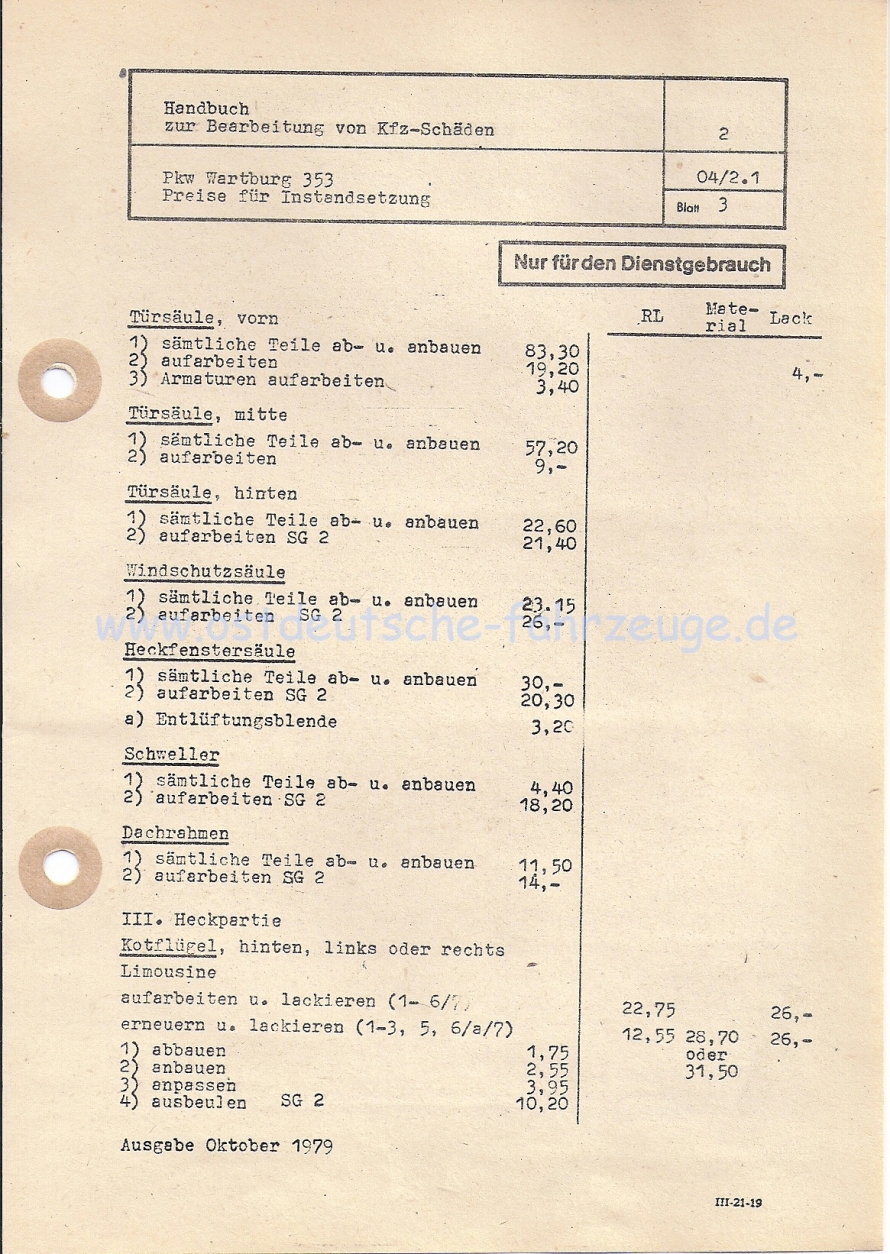 Handbuch
zur Bearbeitung von Kfz-Schäden
2
Pkw Wartburg 353
Preise für Instandsetzung
04/2.1
Blatt 3
Nur für den Dienstgebrauch
RL Mate-rial Lack
Türsäule, vorn
1) sämtliche Teile ab- u. anbauen 83,30
2) aufarbeiten 19,20 4,-
3) Armaturen aufarbeiten 3,40
Türsäule, mitte
1) sämtliche Teile ab- u. anbauen 57,20
2) aufarbeiten 9,-
Türsäule, hinten
1) sämtliche Teile ab- u. anbauen 22,60
2) aufarbeiten SG 2 21,40
Windschutzsäule
1) sämtliche Teile ab- u. anbauen 23.15
2) aufarbeiten SG 2 26,-
www.ostdeutsche-fahrzeuge.de
Heckfenstersäule
1) sämtliche Teile ab- u. anbauen 30,-
2) aufarbeiten SG 2 20,30
a) Entlüftungsblende 3,20
Schweller
1) sämtliche Teile ab- u. anbauen 4,40
2) aufarbeiten SG 2 18,20
Dachrahmen
1) sämtliche Teile ab- u. anbauen 11,50
2) aufarbeiten SG 2 14,-
III. Heckpartie
Kotflügel, hinten, links oder rechts
Limousine
aufarbeiten u. lackieren (1- 6/7) 22,75 26,-
erneuern u. lackieren (1-3, 5, 6/a/7) 12,55 28,70 26,-
1) abbauen 1,75 oder
2) anbauen 2,55 31,50
3) anpassen 3,95
4) ausbeulen SG 2 10,20
Ausgabe Oktober 1979
III-21-19